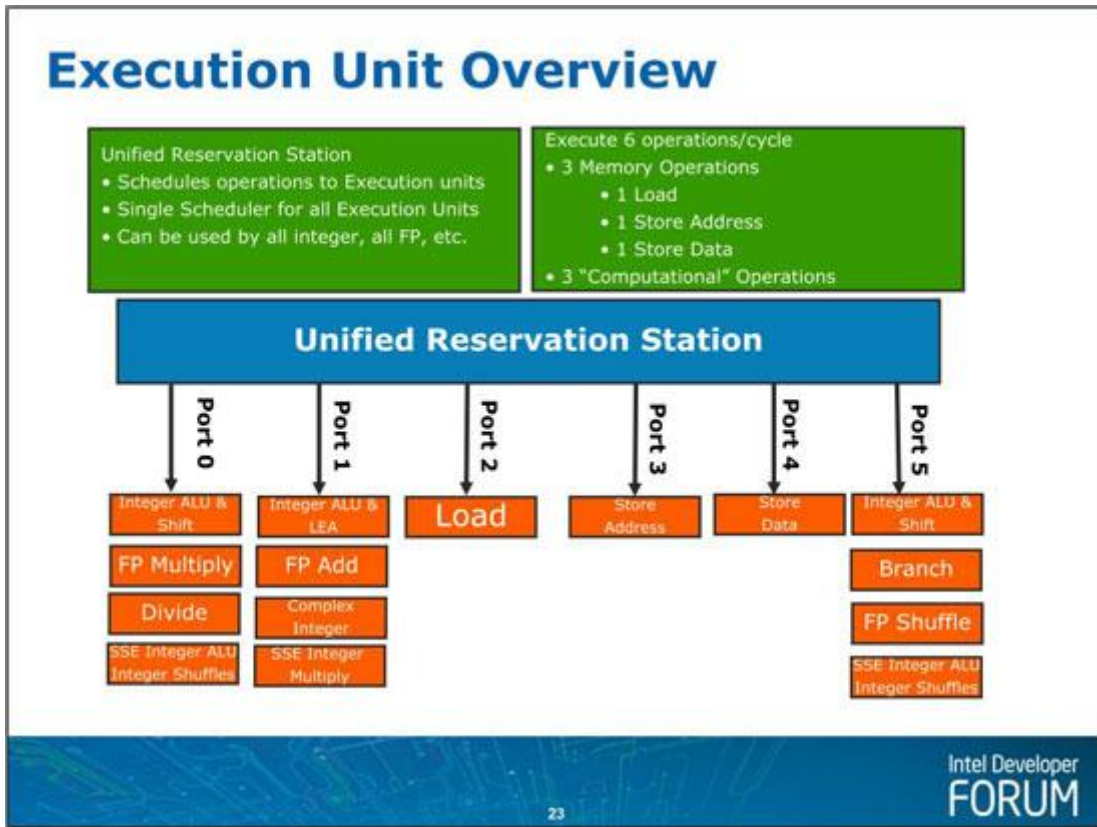 Execution Unit Overview
Unified Reservation Station
• Schedules operations to Execution units
• Single Scheduler for all Execution Units
• Can be used by all integer, all FP, etc.
Execute 6 operations/cycle
• 3 Memory Operations
• 1 Load
• 1 Store Address
• 1 Store Data
• 3 “Computational” Operations
Unified Reservation Station
Port 0
Port 1
Port 2
Port 3
Port 4
Port 5
Integer ALU &
Shift
FP Multiply
Divide
SSE Integer ALU
Integer Shuffles
Integer ALU &
LEA
FP Add
Complex
Integer
SSE Integer
Multiply
Load
Store
Address
Store
Data
Integer ALU &
Shift
Branch
FP Shuffle
SSE Integer ALU
Integer Shuffles
23
Intel Developer
FORUM